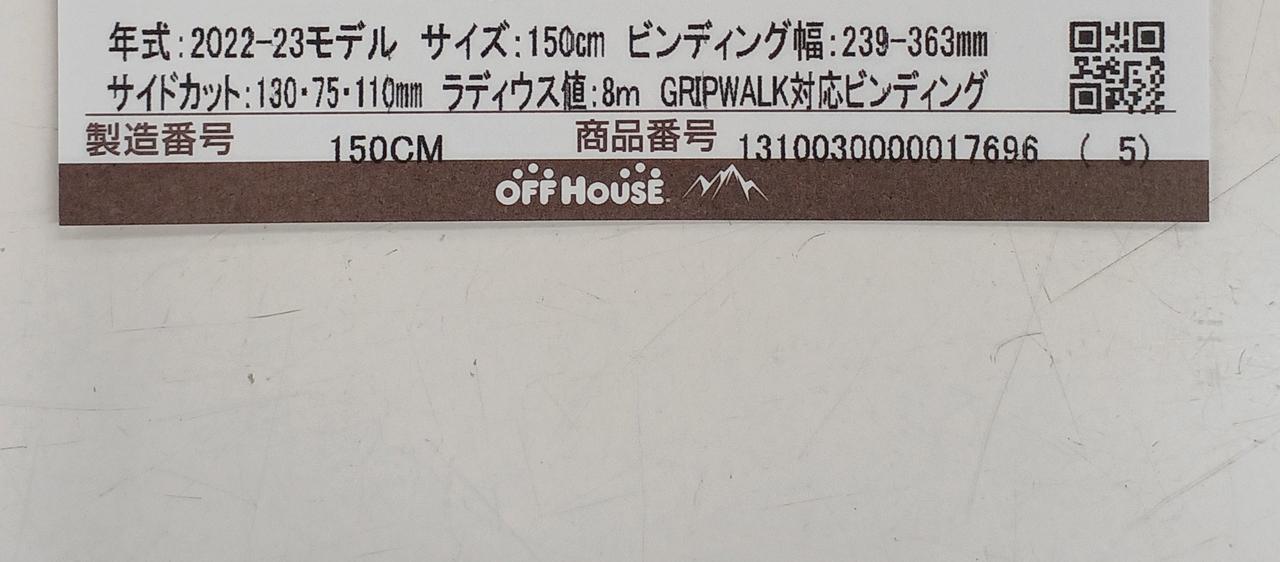 年式:2022-23モデル サイズ:150cm ビンディング幅:239-363mm
サイドカット:130・75・110mm ラディウス値:8m GRIPWALK対応ビンディング
製造番号 150CM 商品番号 1310030000017696 ( 5)
OFF HOUSE